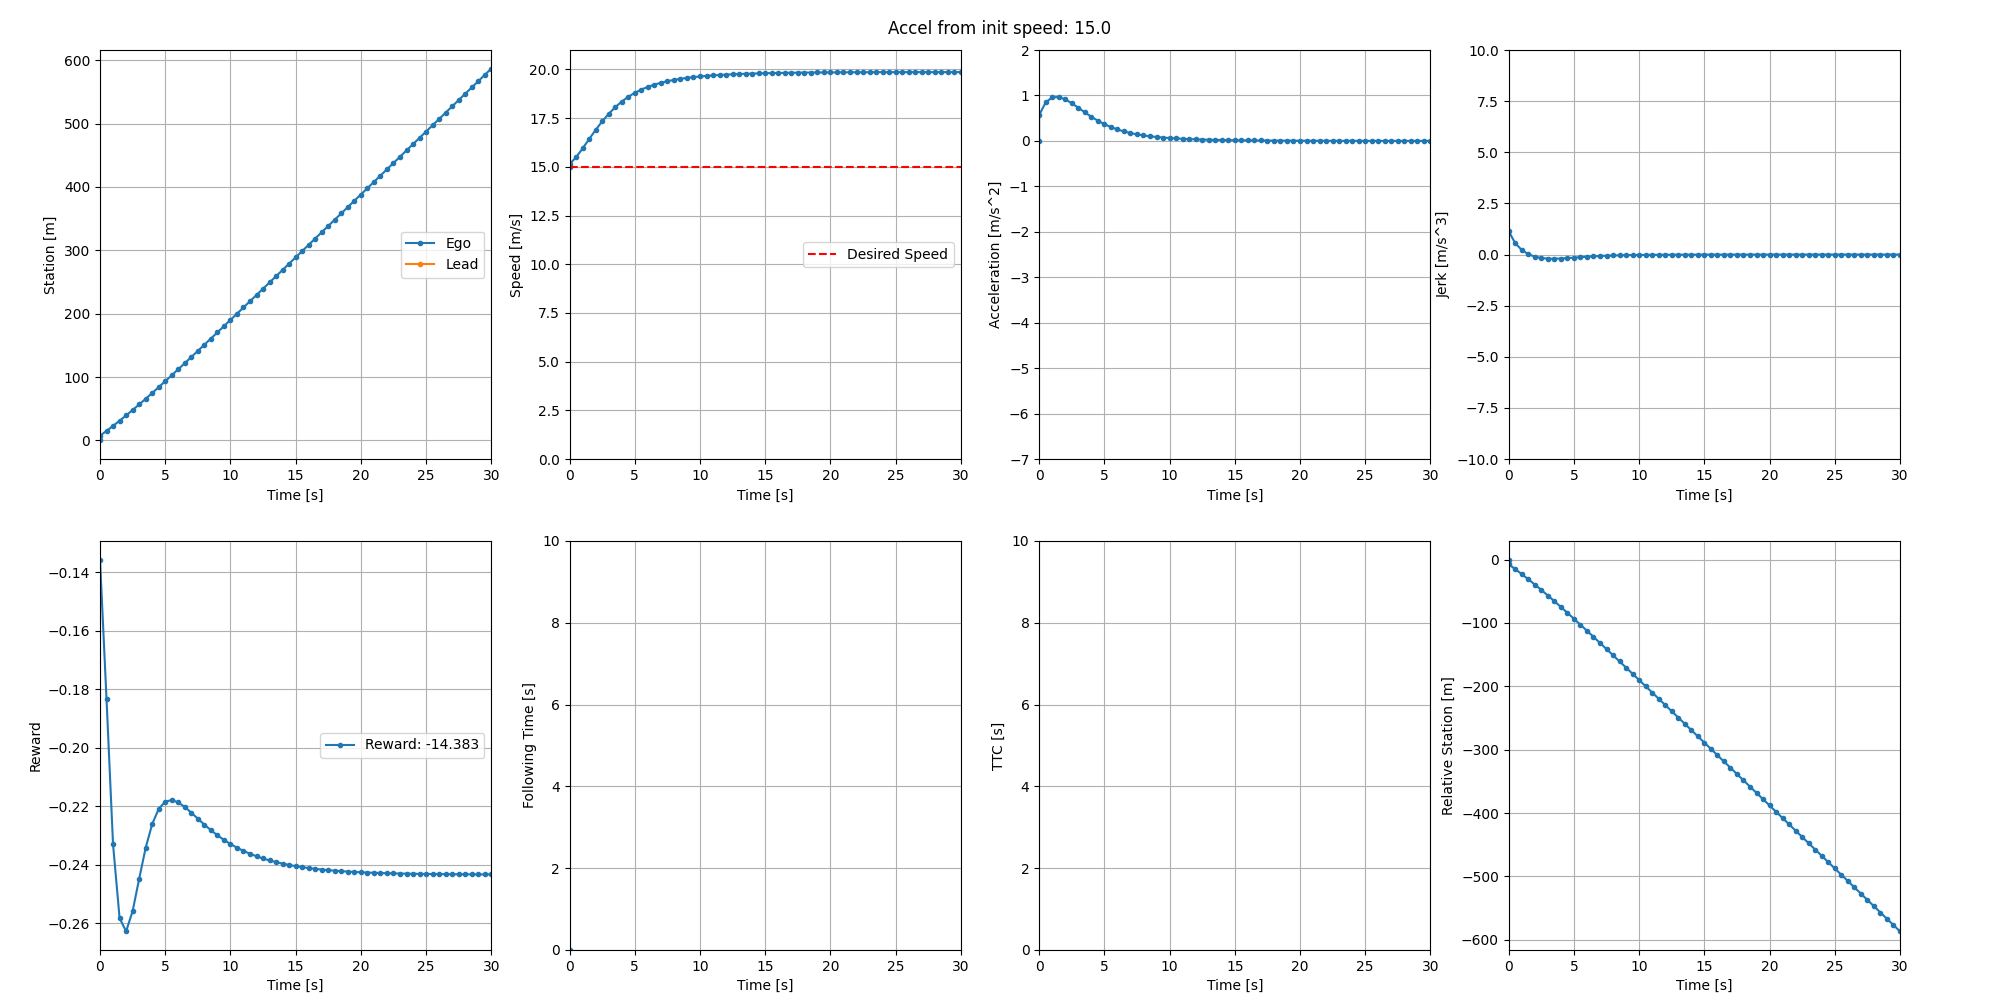 Accel from init speed: 15.0
600
500
400
300
200
100
0
Station [m]
Ego
Lead
0 5 10 15 20 25 30
Time [s]
20.0
17.5
15.0
12.5
10.0
7.5
5.0
2.5
0.0
Speed [m/s]
Desired Speed
0 5 10 15 20 25 30
Time [s]
2
1
0
−1
−2
−3
−4
−5
−6
−7
Acceleration [m/s^2]
0 5 10 15 20 25 30
Time [s]
10.0
7.5
5.0
2.5
0.0
−2.5
−5.0
−7.5
−10.0
Jerk [m/s^3]
0 5 10 15 20 25 30
Time [s]
−0.14
−0.16
−0.18
−0.20
−0.22
−0.24
−0.26
Reward
Reward: -14.383
0 5 10 15 20 25 30
Time [s]
10
8
6
4
2
0
Following Time [s]
0 5 10 15 20 25 30
Time [s]
10
8
6
4
2
0
TTC [s]
0 5 10 15 20 25 30
Time [s]
0
−100
−200
−300
−400
−500
−600
Relative Station [m]
0 5 10 15 20 25 30
Time [s]